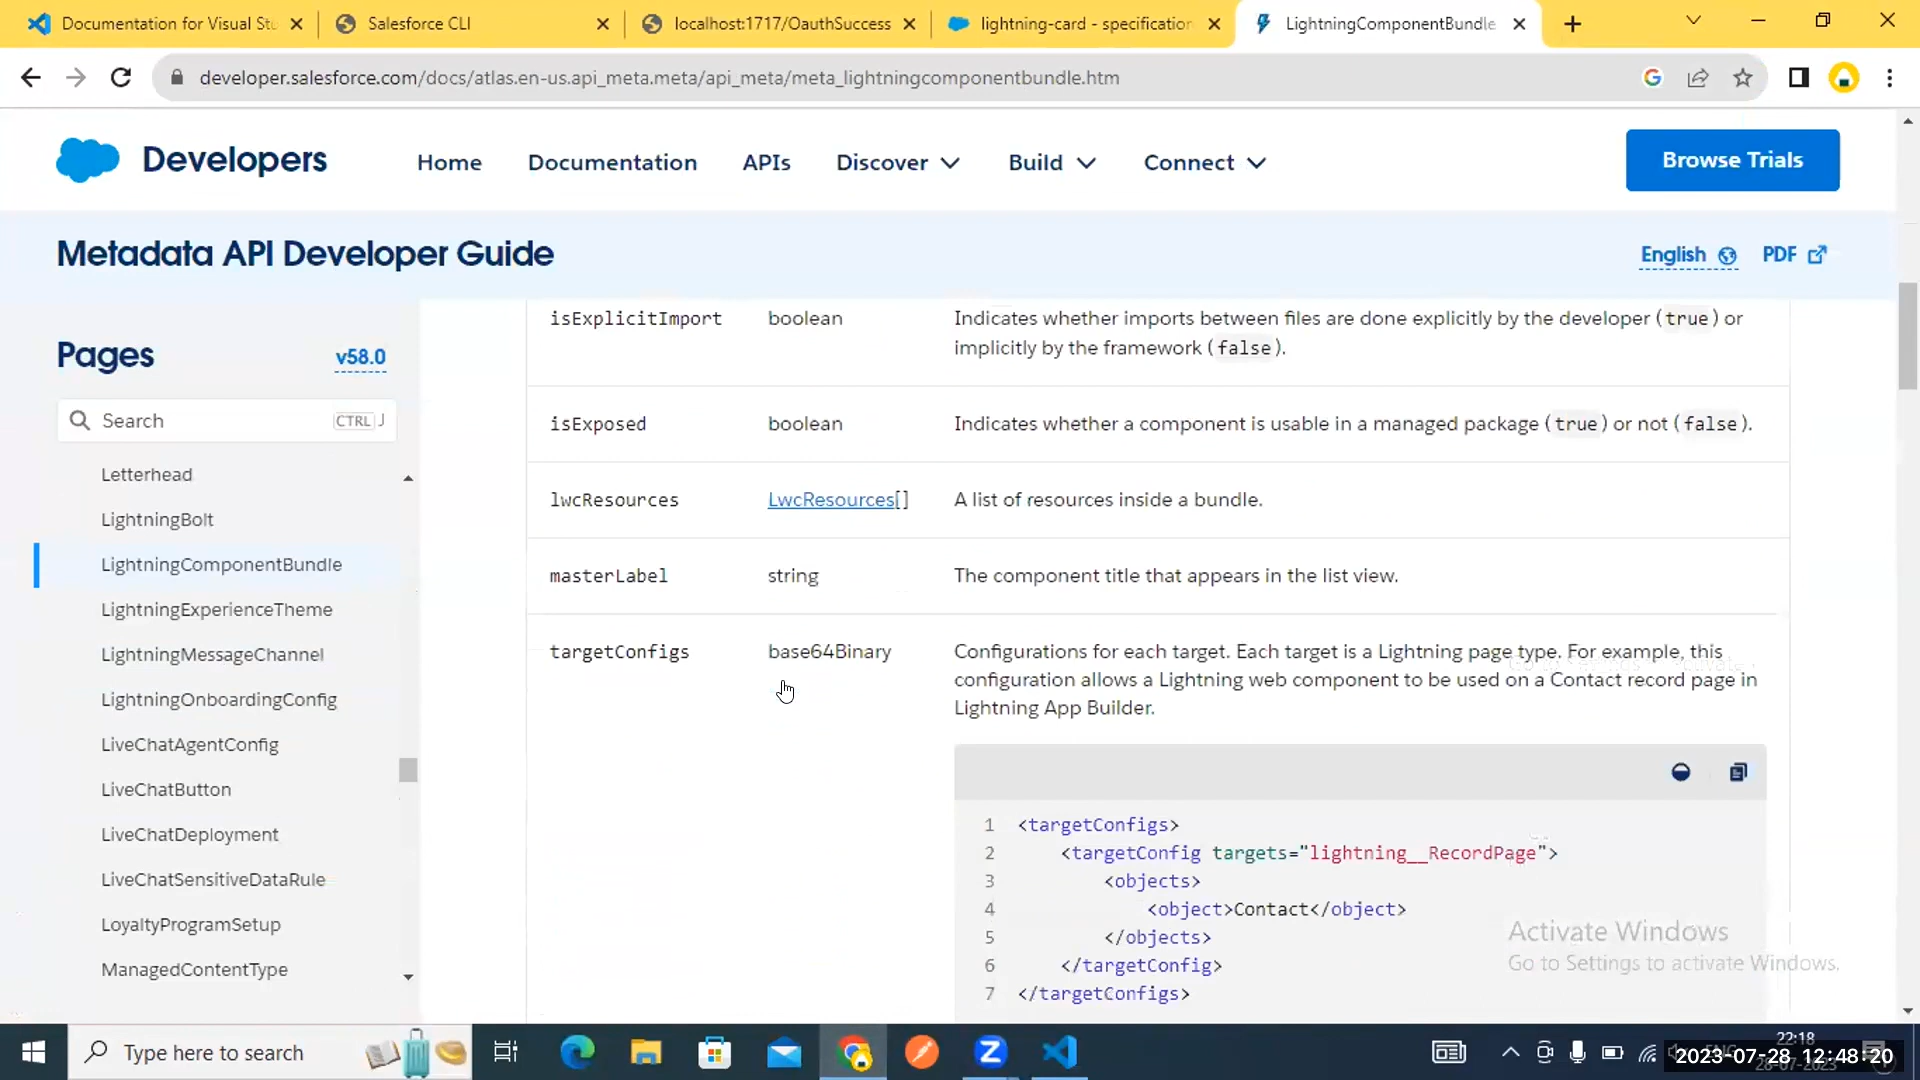 Documentation for Visual Stu
Salesforce CLI
localhost:1717/OauthSuccess
lightning-card - specification
LightningComponentBundle
developer.salesforce.com/docs/atlas.en-us.api_meta.meta/api_meta/meta_lightningcomponentbundle.htm
Developers
Home
Documentation
APIs
Discover
Build
Connect
Browse Trials
Metadata API Developer Guide
English
PDF
Pages
v58.0
Search
CTRL J
Letterhead
LightningBolt
LightningComponentBundle
LightningExperienceTheme
LightningMessageChannel
LightningOnboardingConfig
LiveChatAgentConfig
LiveChatButton
LiveChatDeployment
LiveChatSensitiveDataRule
LoyaltyProgramSetup
ManagedContentType
isExplicitImport boolean Indicates whether imports between files are done explicitly by the developer (true) or
implicitly by the framework (false).
isExposed boolean Indicates whether a component is usable in a managed package (true) or not (false).
lwcResources LwcResources[] A list of resources inside a bundle.
masterLabel string The component title that appears in the list view.
targetConfigs base64Binary Configurations for each target. Each target is a Lightning page type. For example, this
configuration allows a Lightning web component to be used on a Contact record page in
Lightning App Builder.
1 <targetConfigs>
2 <targetConfig targets="lightning__RecordPage">
3 <objects>
4 <object>Contact</object>
5 </objects>
6 </targetConfig>
7 </targetConfigs>
Activate Windows
Go to Settings to activate Windows.
Type here to search
22:18
2023-07-28 12:48:20